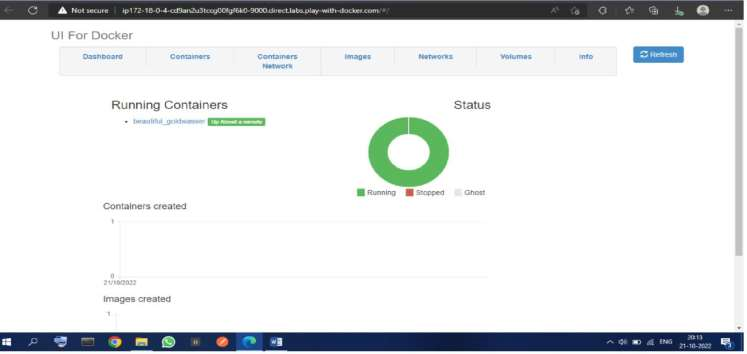 Not secure | ip172-18-0-4-cd9an2u3tccg00fgf6k0-9000.direct.labs.play-with-docker.com/#/
UI For Docker
Dashboard Containers Containers Network Images Networks Volumes Info Refresh
Running Containers
Status
beautiful_goldwasser Up About a minute
Running Stopped Ghost
Containers created
1
0
21/10/2022
Images created
1
ENG 20:13
21-10-2022